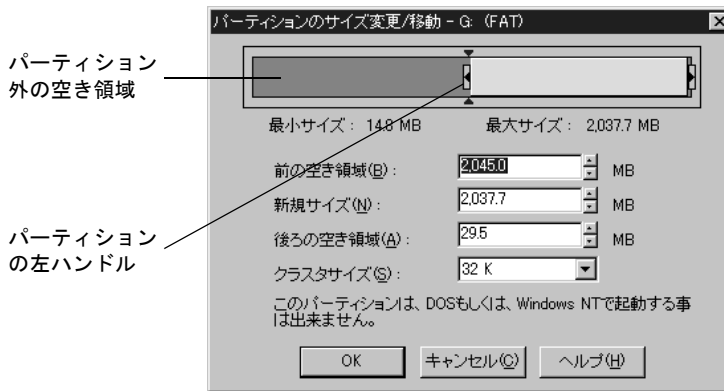 パーティションのサイズ変更/移動 - G: (FAT)
パーティション
外の空き領域
最小サイズ： 14.8 MB 最大サイズ： 2,037.7 MB
前の空き領域(B)： 2,045.0 MB
新規サイズ(N)： 2,037.7 MB
パーティション
の左ハンドル
後ろの空き領域(A)： 29.5 MB
クラスタサイズ(S)： 32 K
このパーティションは、DOSもしくは、Windows NTで起動する事
は出来ません。
OK キャンセル(C) ヘルプ(H)